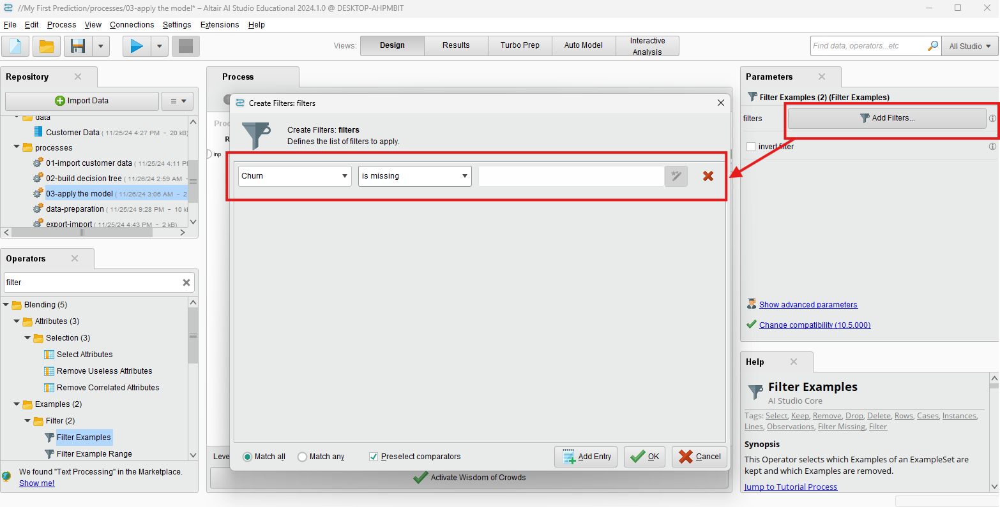 //My First Prediction/processes/03-apply the model* – Altair AI Studio Educational 2024.1.0 @ DESKTOP-AHPMBIT
File Edit Process View Connections Settings Extensions Help
Views: Design Results Turbo Prep Auto Model Interactive Analysis
Find data, operators...etc All Studio
Repository
Import Data
data
Customer Data ( 11/25/24 4:27 PM – 20 kB)
processes
01-import customer data ( 11/25/24 4:11
02-build decision tree ( 11/26/24 2:59 AM –
03-apply the model ( 11/26/24 3:06 AM – 2
data-preparation ( 11/25/24 9:28 PM – 10
export-import ( 11/25/24 4:43 PM – 2 kB)
Operators
filter
Blending (5)
Attributes (3)
Selection (3)
Select Attributes
Remove Useless Attributes
Remove Correlated Attributes
Examples (2)
Filter (2)
Filter Examples
Filter Example Range
We found "Text Processing" in the Marketplace.
Show me!
Process
inp
Create Filters: filters
Create Filters: filters
Defines the list of filters to apply.
Churn is missing
Match all Match any Preselect comparators Add Entry OK Cancel
Activate Wisdom of Crowds
Parameters
Filter Examples (2) (Filter Examples)
filters Add Filters...
invert filter
Show advanced parameters
Change compatibility (10.5.000)
Help
Filter Examples
AI Studio Core
Tags: Select, Keep, Remove, Drop, Delete, Rows, Cases, Instances,
Lines, Observations, Filter Missing, Filter
Synopsis
This Operator selects which Examples of an ExampleSet are
kept and which Examples are removed.
Jump to Tutorial Process